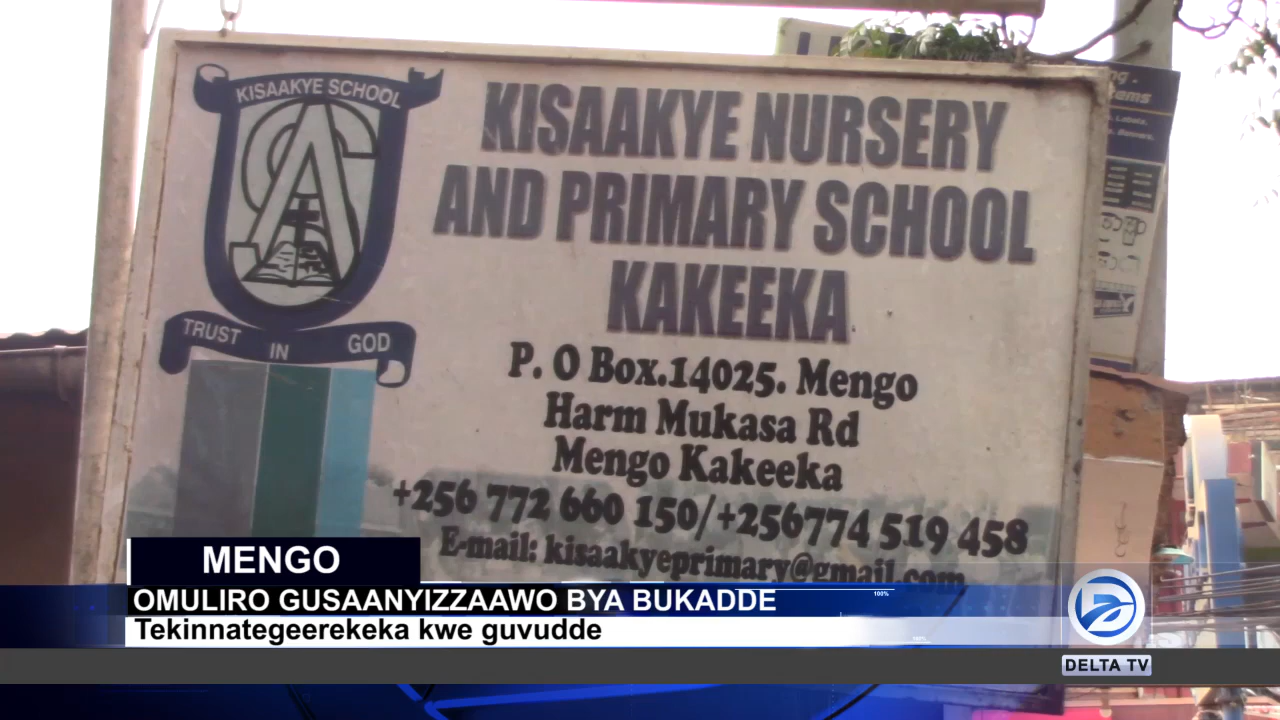 KISAAKYE SCHOOL
TRUST IN GOD
KISAAKYE NURSERY
AND PRIMARY SCHOOL
KAKEEKA
P. O Box.14025. Mengo
Harm Mukasa Rd
Mengo Kakeeka
+256 772 660 150/+256774 519 458
E-mail: kisaakyeprimary@gmail.com
MENGO
OMULIRO GUSAANYIZZAAWO BYA BUKADDE
100%
Tekinnategeerekeka kwe guvudde
100%
DELTA TV